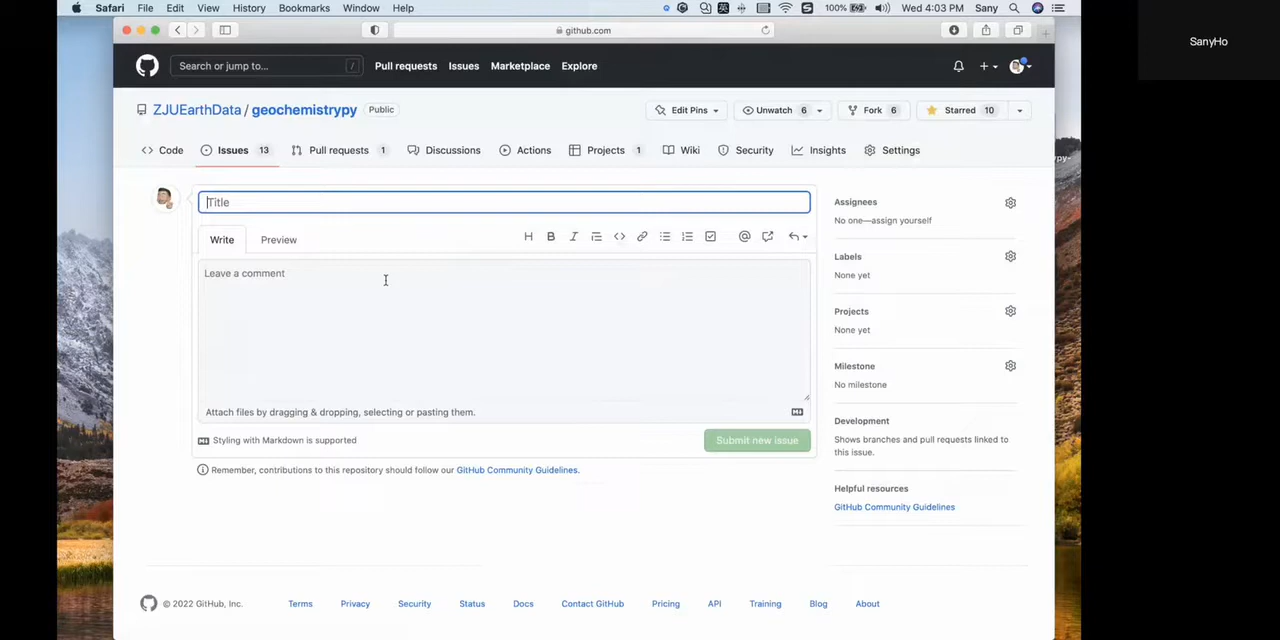 Safari File Edit View History Bookmarks Window Help 100% Wed 4:03 PM Sany
SanyHo
github.com
Search or jump to... / Pull requests Issues Marketplace Explore
ZJUEarthData / geochemistrypy Public Edit Pins Unwatch 6 Fork 6 Starred 10
Code Issues 13 Pull requests 1 Discussions Actions Projects 1 Wiki Security Insights Settings
Title
Write Preview
Leave a comment
Attach files by dragging & dropping, selecting or pasting them.
Styling with Markdown is supported Submit new issue
Remember, contributions to this repository should follow our GitHub Community Guidelines.
Assignees
No one—assign yourself
Labels
None yet
Projects
None yet
Milestone
No milestone
Development
Shows branches and pull requests linked to
this issue.
Helpful resources
GitHub Community Guidelines
© 2022 GitHub, Inc. Terms Privacy Security Status Docs Contact GitHub Pricing API Training Blog About